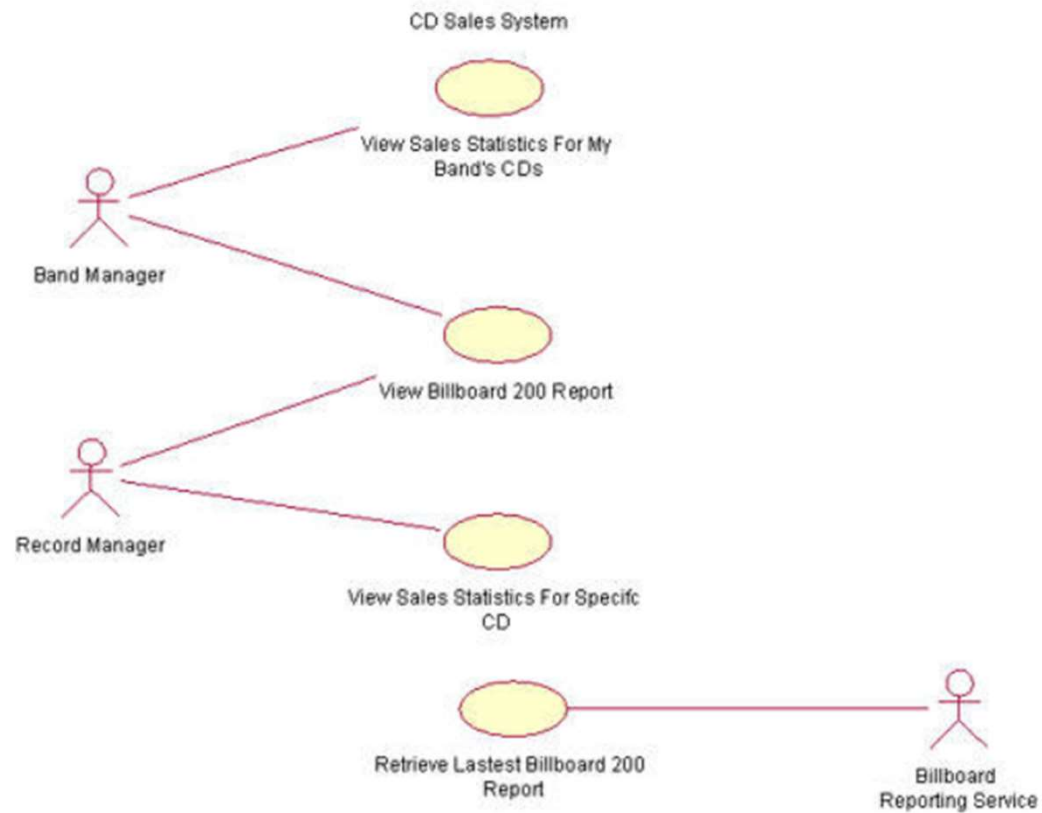 CD Sales System
View Sales Statistics For My
Band's CDs
Band Manager
View Billboard 200 Report
Record Manager
View Sales Statistics For Specifc
CD
Retrieve Lastest Billboard 200
Report
Billboard
Reporting Service